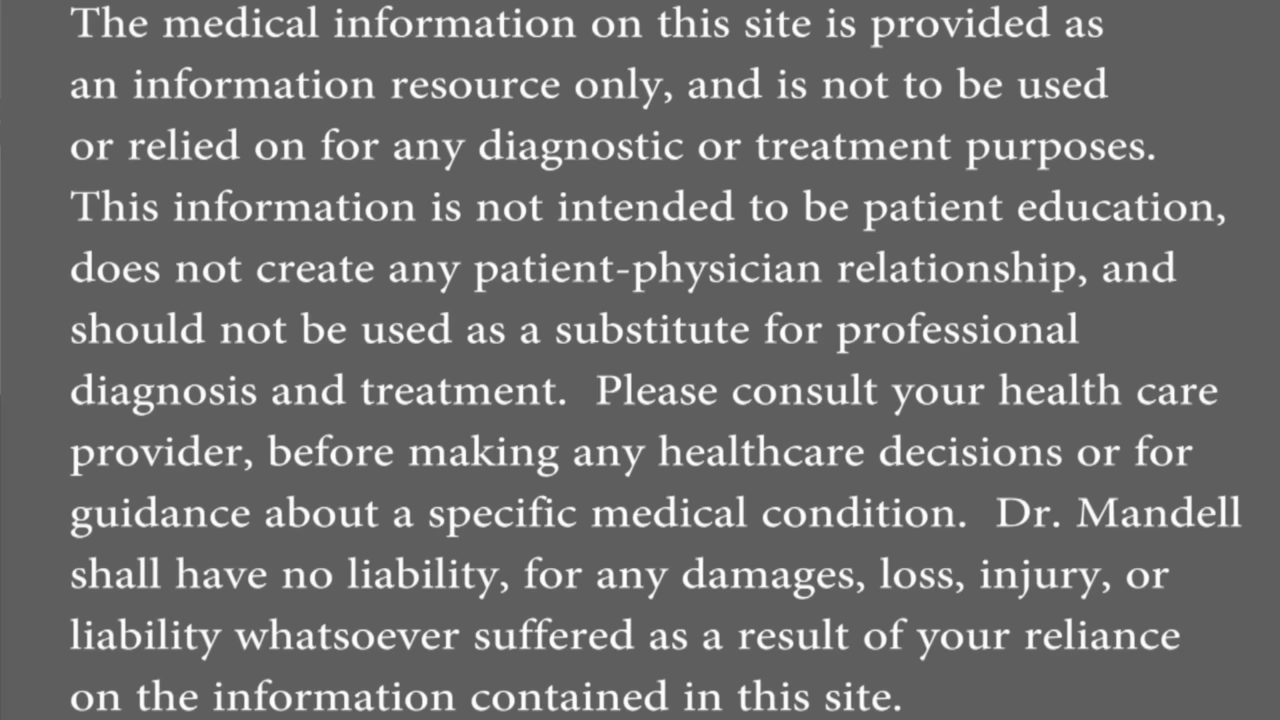 The medical information on this site is provided as
an information resource only, and is not to be used
or relied on for any diagnostic or treatment purposes.
This information is not intended to be patient education,
does not create any patient-physician relationship, and
should not be used as a substitute for professional
diagnosis and treatment.  Please consult your health care
provider, before making any healthcare decisions or for
guidance about a specific medical condition.  Dr. Mandell
shall have no liability, for any damages, loss, injury, or
liability whatsoever suffered as a result of your reliance
on the information contained in this site.